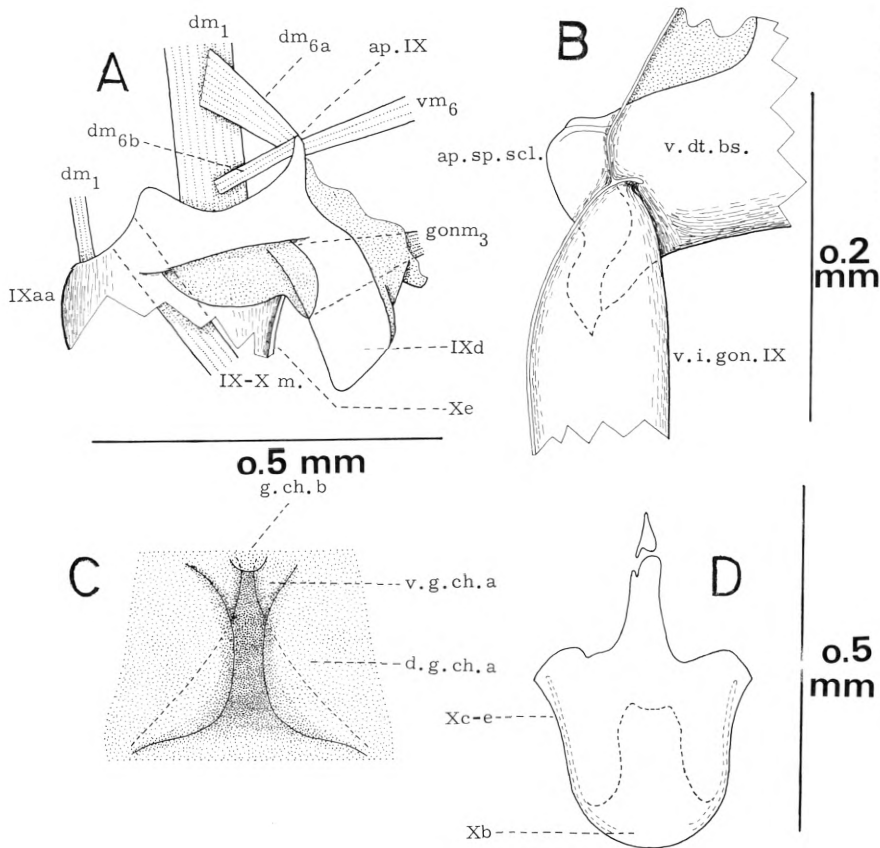 A
dm1
dm6a
ap.IX
vm6
dm6b
dm1
gonm3
IXaa
IXd
IX-X m.
Xe
0.5 mm
B
ap.sp.scl.
v.dt.bs.
v.i.gon.IX
0.2
mm
C
g.ch.b
v.g.ch.a
d.g.ch.a
D
Xc-e
Xb
0.5
mm